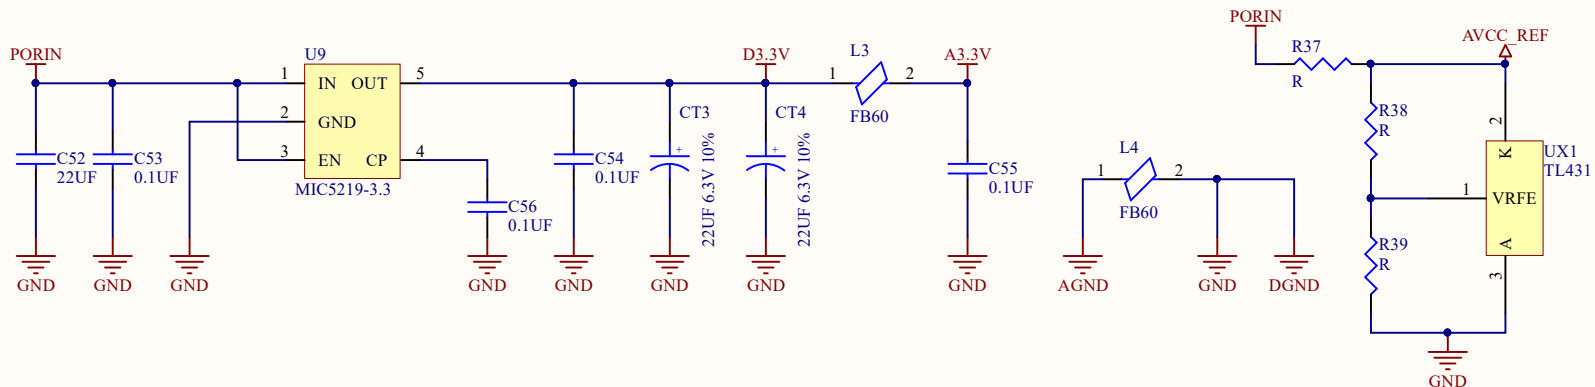 PORIN
C52
22UF
GND
C53
0.1UF
GND
GND
U9
1
IN
OUT
5
2
GND
3
EN
CP
4
MIC5219-3.3
C56
0.1UF
GND
C54
0.1UF
GND
CT3
22UF 6.3V 10%
+
GND
D3.3V
CT4
22UF 6.3V 10%
+
GND
L3
1
2
FB60
A3.3V
C55
0.1UF
GND
L4
1
2
FB60
AGND
GND
DGND
PORIN
R37
R
AVCC_REF
R38
R
R39
R
2
K
UX1
TL431
1
VRFE
A
3
GND